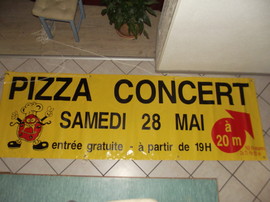 PIZZA CONCERT
SAMEDI 28 MAI
à
20 m
entrée gratuite - à partir de 19H